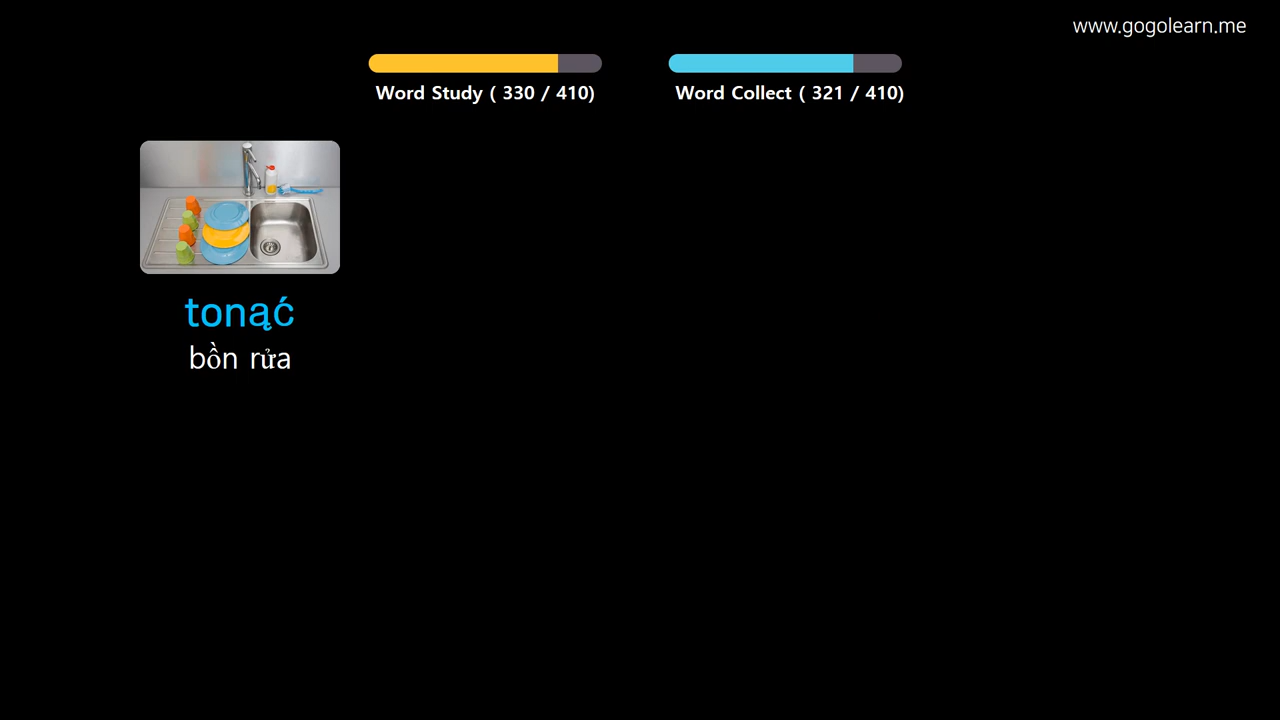 www.gogolearn.me
Word Study ( 330 / 410)
Word Collect ( 321 / 410)
tonąć
bồn rửa